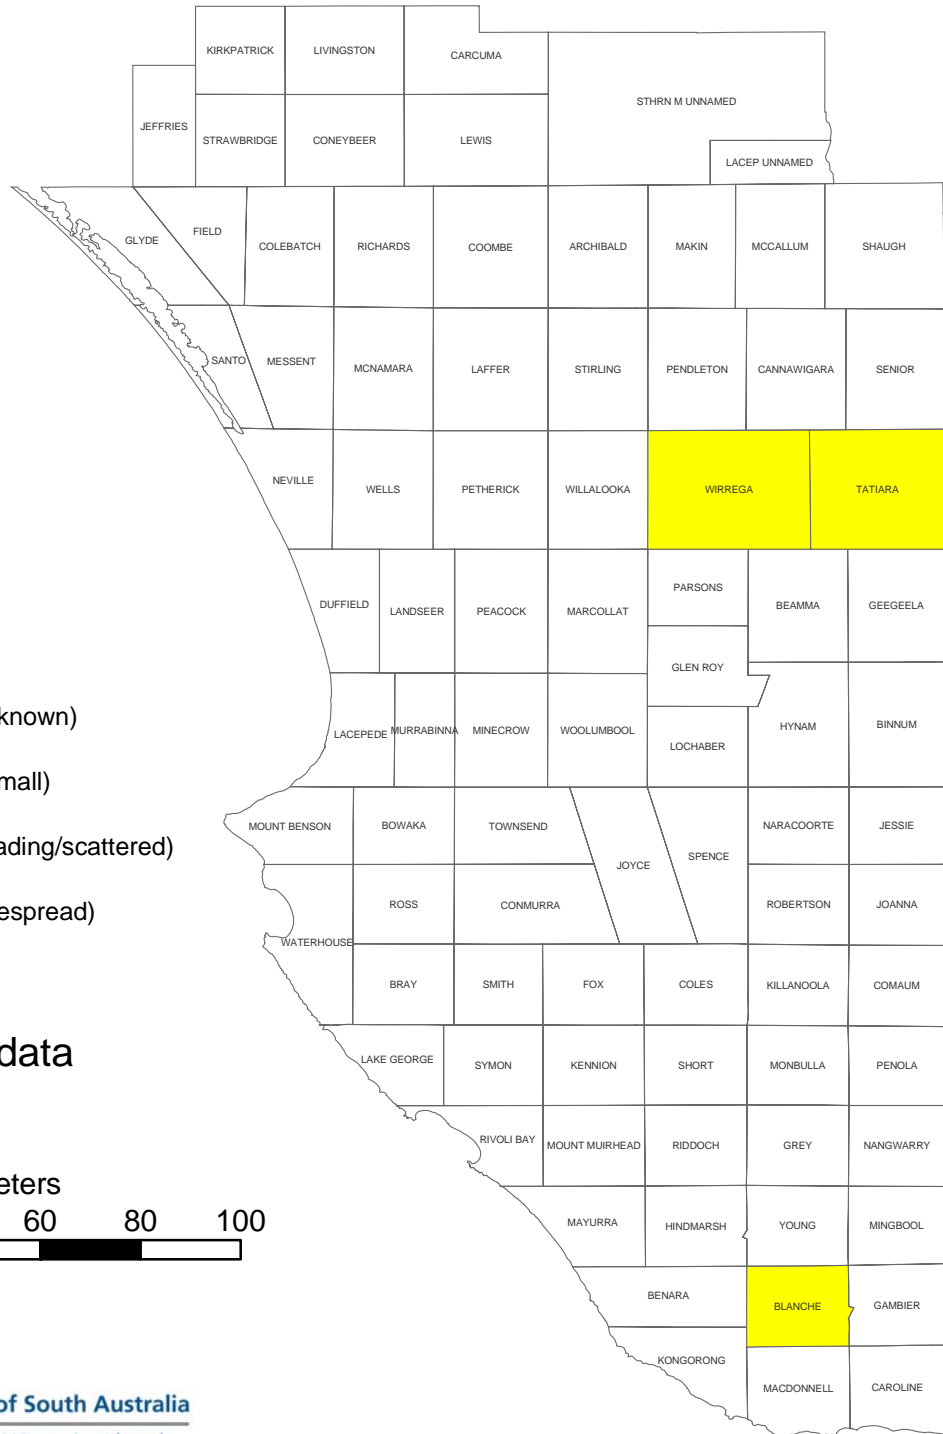 KIRKPATRICK
LIVINGSTON
CARCUMA
STHRN M UNNAMED
JEFFRIES
STRAWBRIDGE
CONEYBEER
LEWIS
LACEP UNNAMED
GLYDE
FIELD
COLEBATCH
RICHARDS
COOMBE
ARCHIBALD
MAKIN
MCCALLUM
SHAUGH
SANTO
MESSENT
MCNAMARA
LAFFER
STIRLING
PENDLETON
CANNAWIGARA
SENIOR
NEVILLE
WELLS
PETHERICK
WILLALOOKA
WIRREGA
TATIARA
DUFFIELD
LANDSEER
PEACOCK
MARCOLLAT
PARSONS
BEAMMA
GEEGEELA
GLEN ROY
LACEPEDE
MURRABINNA
MINECROW
WOOLUMBOOL
LOCHABER
HYNAM
BINNUM
MOUNT BENSON
BOWAKA
TOWNSEND
JOYCE
SPENCE
NARACOORTE
JESSIE
WATERHOUSE
ROSS
CONMURRA
ROBERTSON
JOANNA
BRAY
SMITH
FOX
COLES
KILLANOOLA
COMAUM
LAKE GEORGE
SYMON
KENNION
SHORT
MONBULLA
PENOLA
RIVOLI BAY
MOUNT MUIRHEAD
RIDDOCH
GREY
NANGWARRY
MAYURRA
HINDMARSH
YOUNG
MINGBOOL
BENARA
BLANCHE
GAMBIER
KONGORONG
MACDONNELL
CAROLINE
known)
mall)
ading/scattered)
espread)
data
eters
60 80 100
of South Australia